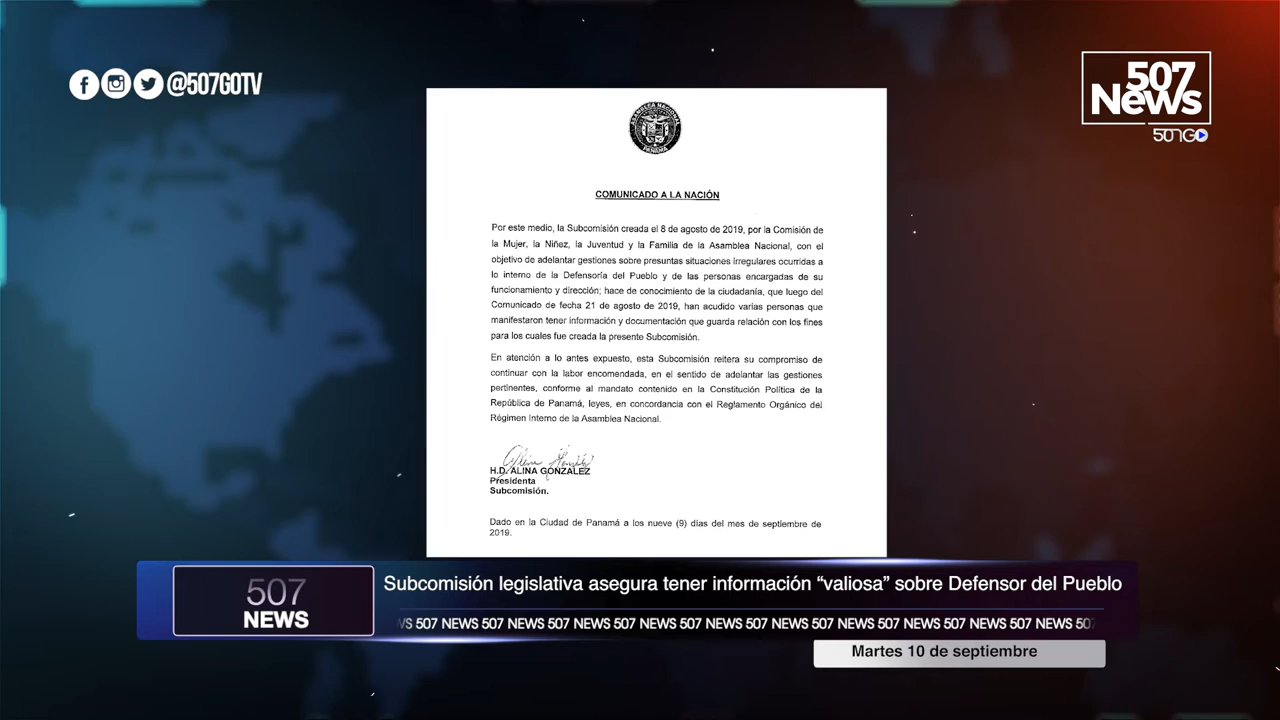 @507GOTV
507
News
507GO
ASAMBLEA NACIONAL
PANAMÁ
COMUNICADO A LA NACIÓN
Por este medio, la Subcomisión creada el 8 de agosto de 2019, por la Comisión de
la Mujer, la Niñez, la Juventud y la Familia de la Asamblea Nacional, con el
objetivo de adelantar gestiones sobre presuntas situaciones irregulares ocurridas a
lo interno de la Defensoría del Pueblo y de las personas encargadas de su
funcionamiento y dirección; hace de conocimiento de la ciudadanía, que luego del
Comunicado de fecha 21 de agosto de 2019, han acudido varias personas que
manifestaron tener información y documentación que guarda relación con los fines
para los cuales fue creada la presente Subcomisión.
En atención a lo antes expuesto, esta Subcomisión reitera su compromiso de
continuar con la labor encomendada, en el sentido de adelantar las gestiones
pertinentes, conforme al mandato contenido en la Constitución Política de la
República de Panamá, leyes, en concordancia con el Reglamento Orgánico del
Régimen Interno de la Asamblea Nacional.
Alina González
H.D. ALINA GONZALEZ
Presidenta
Subcomisión.
Dado en la Ciudad de Panamá a los nueve (9) días del mes de septiembre de
2019.
507
NEWS
Subcomisión legislativa asegura tener información “valiosa” sobre Defensor del Pueblo
WS 507 NEWS 507 NEWS 507 NEWS 507 NEWS 507 NEWS 507 NEWS 507 NEWS 507 NEWS 507 NEWS 507 NEWS 507
Martes 10 de septiembre